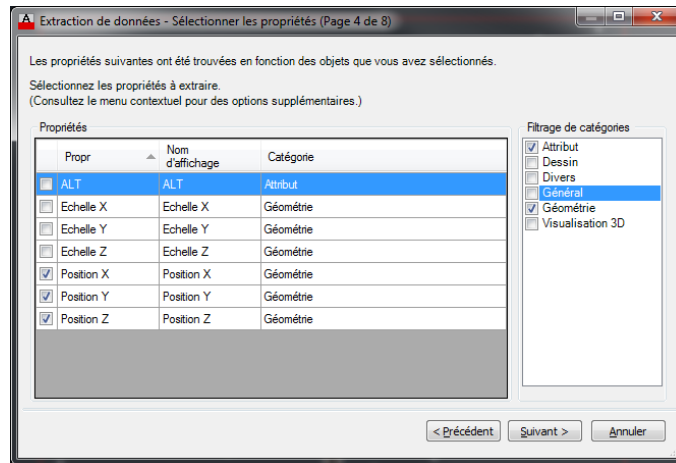 Extraction de données - Sélectionner les propriétés (Page 4 de 8)
Les propriétés suivantes ont été trouvées en fonction des objets que vous avez sélectionnés.
Sélectionnez les propriétés à extraire.
(Consultez le menu contextuel pour des options supplémentaires.)
Propriétés
Propr Nom d'affichage Catégorie
ALT ALT Attribut
Echelle X Echelle X Géométrie
Echelle Y Echelle Y Géométrie
Echelle Z Echelle Z Géométrie
Position X Position X Géométrie
Position Y Position Y Géométrie
Position Z Position Z Géométrie
Filtrage de catégories
Attribut
Dessin
Divers
Général
Géométrie
Visualisation 3D
< Précédent Suivant > Annuler